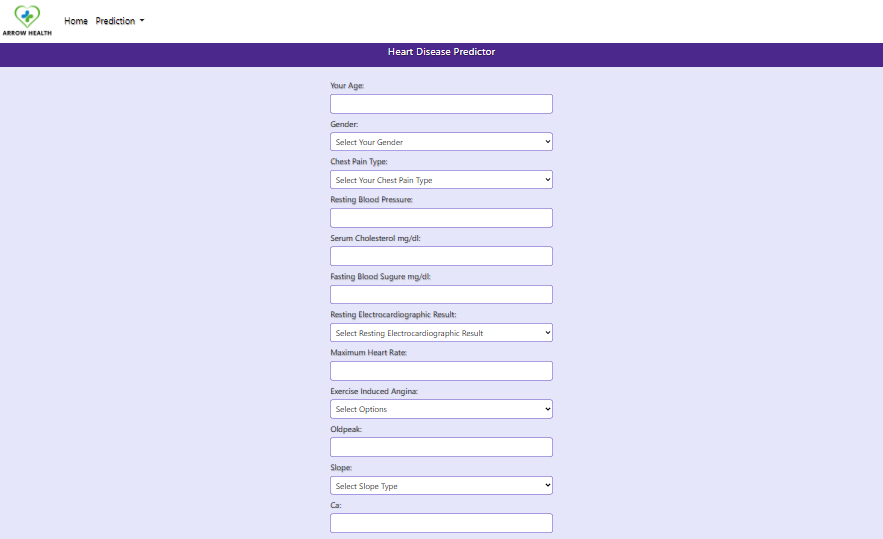 ARROW HEALTH
Home Prediction
Heart Disease Predictor
Your Age:
Gender:
Select Your Gender
Chest Pain Type:
Select Your Chest Pain Type
Resting Blood Pressure:
Serum Cholesterol mg/dl:
Fasting Blood Sugure mg/dl:
Resting Electrocardiographic Result:
Select Resting Electrocardiographic Result
Maximum Heart Rate:
Exercise Induced Angina:
Select Options
Oldpeak:
Slope:
Select Slope Type
Ca: